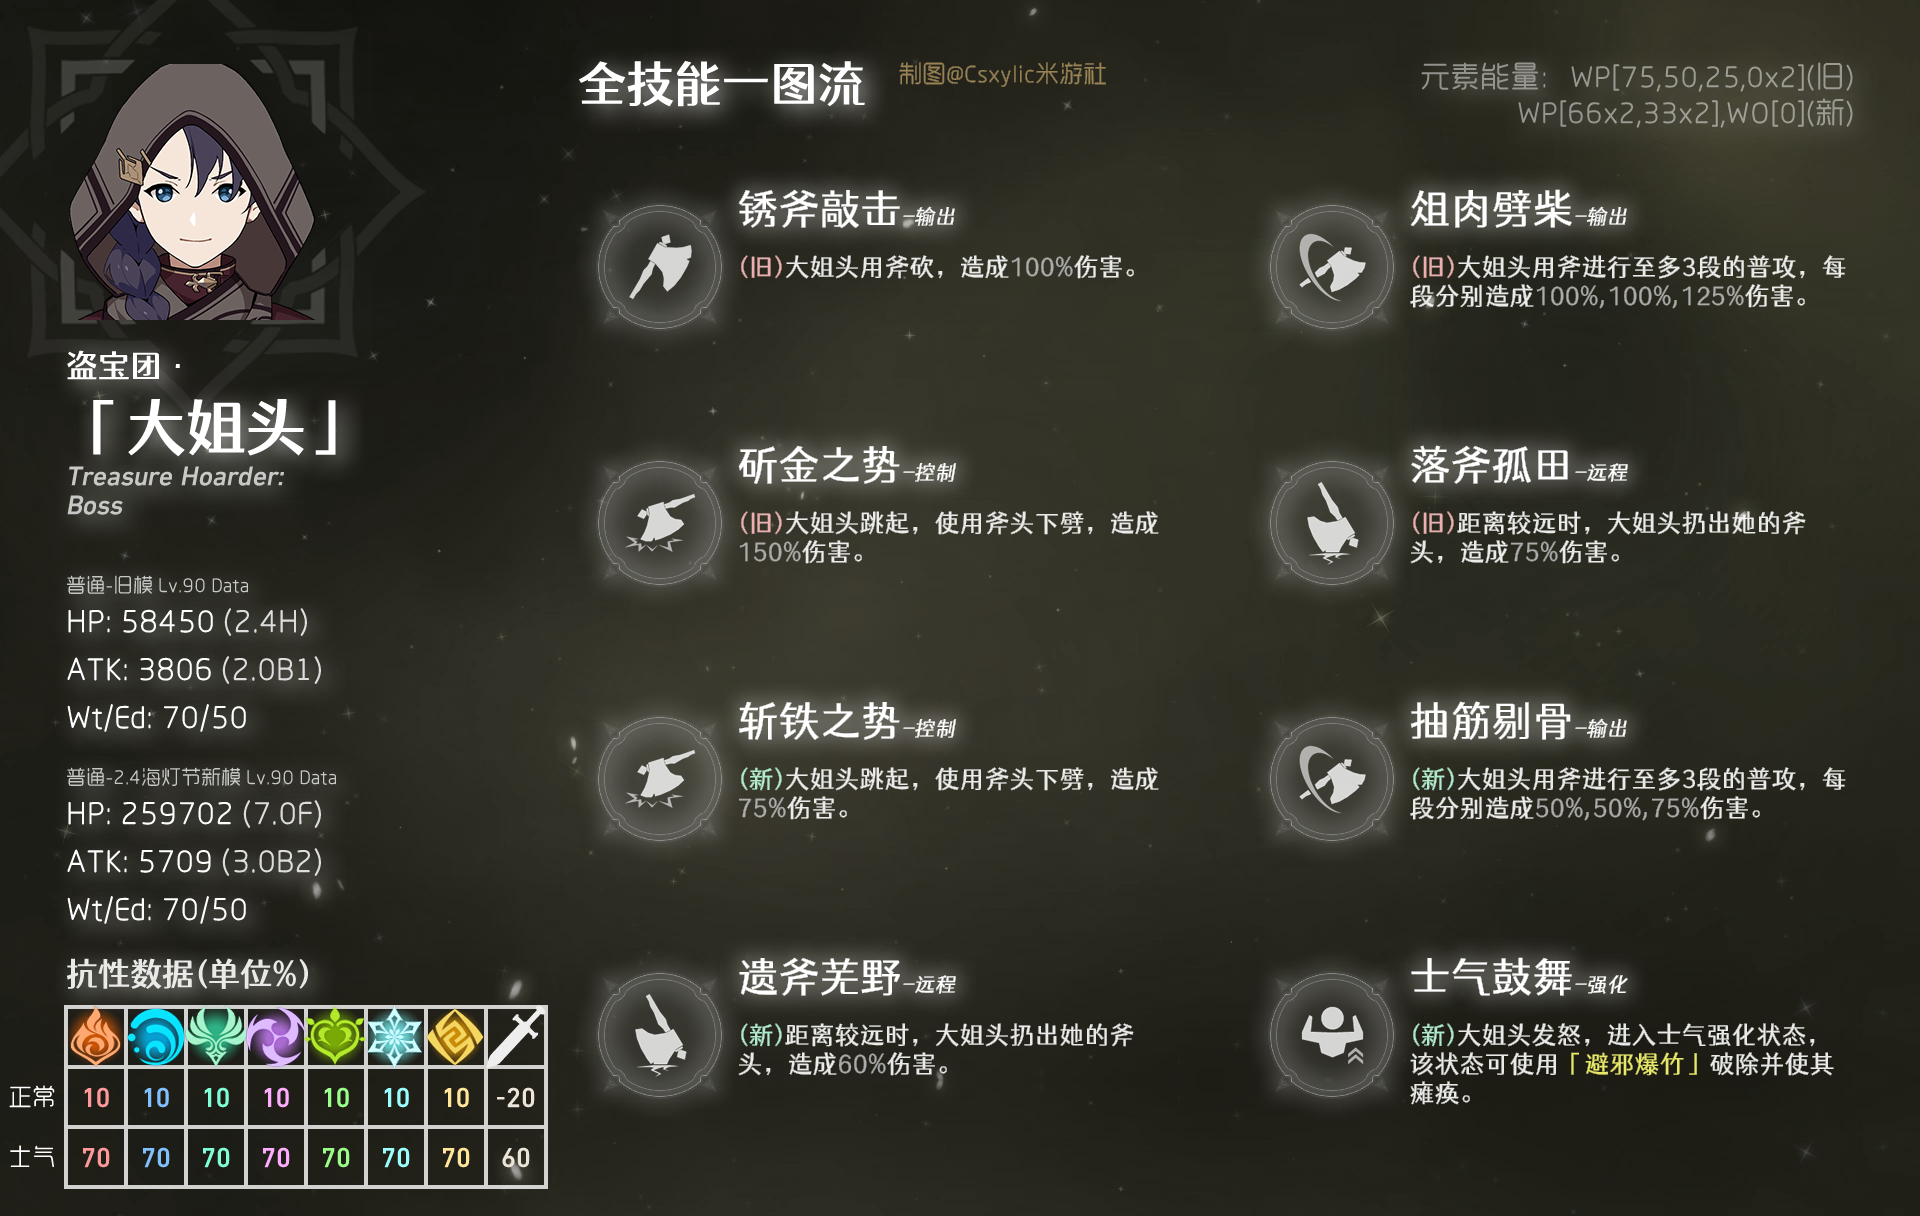 全技能一图流
制图@Csxylic米游社
元素能量: WP[75,50,25,0x2](旧)
WP[66x2,33x2],WO[0](新)
盗宝团·
「大姐头」
Treasure Hoarder:
Boss
普通-旧模 Lv.90 Data
HP: 58450 (2.4H)
ATK: 3806 (2.0B1)
Wt/Ed: 70/50
普通-2.4海灯节新模 Lv.90 Data
HP: 259702 (7.0F)
ATK: 5709 (3.0B2)
Wt/Ed: 70/50
抗性数据(单位%)
正常 10 10 10 10 10 10 10 -20
士气 70 70 70 70 70 70 70 60
锈斧敲击-输出
(旧)大姐头用斧砍，造成100%伤害。
俎肉劈柴-输出
(旧)大姐头用斧进行至多3段的普攻，每
段分别造成100%,100%,125%伤害。
斫金之势-控制
(旧)大姐头跳起，使用斧头下劈，造成
150%伤害。
落斧孤田-远程
(旧)距离较远时，大姐头扔出她的斧
头，造成75%伤害。
斩铁之势-控制
(新)大姐头跳起，使用斧头下劈，造成
75%伤害。
抽筋剔骨-输出
(新)大姐头用斧进行至多3段的普攻，每
段分别造成50%,50%,75%伤害。
遗斧芜野-远程
(新)距离较远时，大姐头扔出她的斧
头，造成60%伤害。
士气鼓舞-强化
(新)大姐头发怒，进入士气强化状态，
该状态可使用「避邪爆竹」破除并使其
瘫痪。